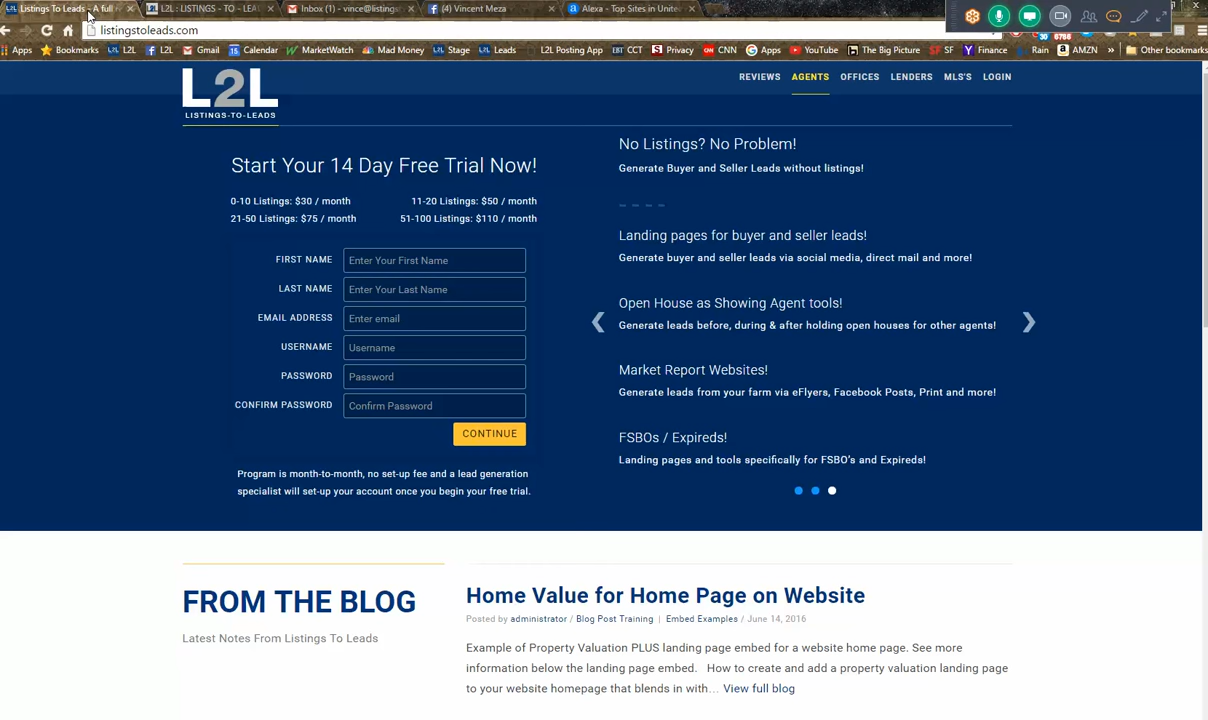 Listings To Leads - A full
L2L : LISTINGS - TO - LEA
Inbox (1) - vince@listings
(4) Vincent Meza
Alexa - Top Sites in Unite
listingstoleads.com
Apps Bookmarks L2L L2L Gmail Calendar MarketWatch Mad Money Stage Leads L2L Posting App CCT Privacy CNN Apps YouTube The Big Picture SF Finance Rain AMZN » Other bookmarks
L2L
LISTINGS-TO-LEADS
REVIEWS AGENTS OFFICES LENDERS MLS'S LOGIN
Start Your 14 Day Free Trial Now!
0-10 Listings: $30 / month 11-20 Listings: $50 / month
21-50 Listings: $75 / month 51-100 Listings: $110 / month
FIRST NAME Enter Your First Name
LAST NAME Enter Your Last Name
EMAIL ADDRESS Enter email
USERNAME Username
PASSWORD Password
CONFIRM PASSWORD Confirm Password
CONTINUE
Program is month-to-month, no set-up fee and a lead generation
specialist will set-up your account once you begin your free trial.
No Listings? No Problem!
Generate Buyer and Seller Leads without listings!
Landing pages for buyer and seller leads!
Generate buyer and seller leads via social media, direct mail and more!
Open House as Showing Agent tools!
Generate leads before, during & after holding open houses for other agents!
Market Report Websites!
Generate leads from your farm via eFlyers, Facebook Posts, Print and more!
FSBOs / Expireds!
Landing pages and tools specifically for FSBO's and Expireds!
FROM THE BLOG
Latest Notes From Listings To Leads
Home Value for Home Page on Website
Posted by administrator / Blog Post Training | Embed Examples / June 14, 2016
Example of Property Valuation PLUS landing page embed for a website home page. See more
information below the landing page embed. How to create and add a property valuation landing page
to your website homepage that blends in with… View full blog